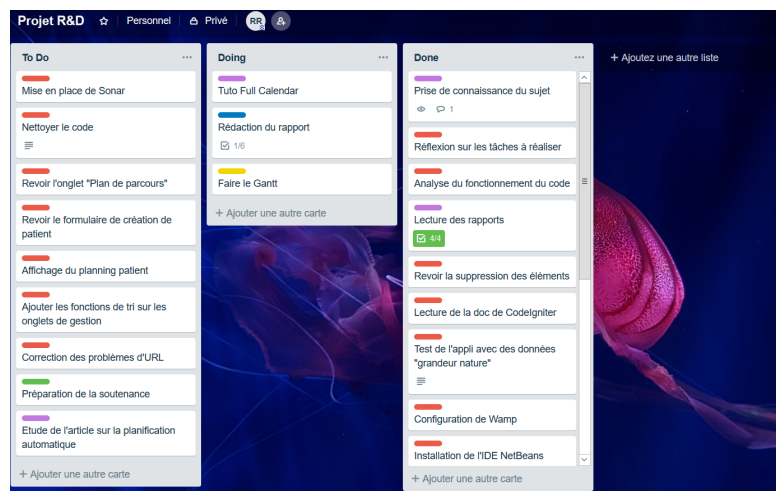 Projet R&D
Personnel
Privé
RR
To Do
Mise en place de Sonar
Nettoyer le code
Revoir l'onglet "Plan de parcours"
Revoir le formulaire de création de
patient
Affichage du planning patient
Ajouter les fonctions de tri sur les
onglets de gestion
Correction des problèmes d'URL
Préparation de la soutenance
Etude de l'article sur la planification
automatique
+ Ajouter une autre carte
Doing
Tuto Full Calendar
Rédaction du rapport
1/6
Faire le Gantt
+ Ajouter une autre carte
Done
Prise de connaissance du sujet
1
Réflexion sur les tâches à réaliser
Analyse du fonctionnement du code
Lecture des rapports
4/4
Revoir la suppression des éléments
Lecture de la doc de CodeIgniter
Test de l'appli avec des données
"grandeur nature"
Configuration de Wamp
Installation de l'IDE NetBeans
+ Ajouter une autre carte
+ Ajoutez une autre liste